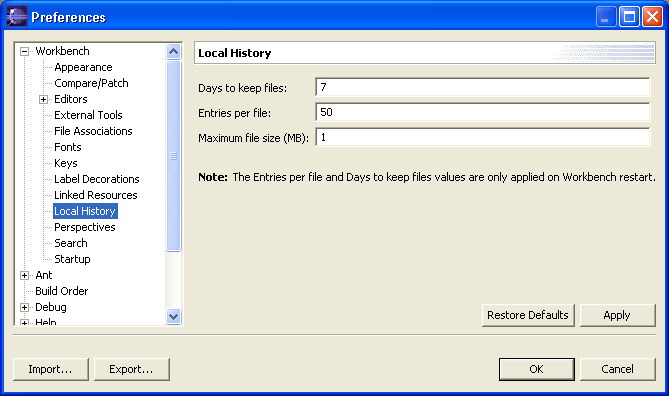 Preferences
Workbench
Appearance
Compare/Patch
Editors
External Tools
File Associations
Fonts
Keys
Label Decorations
Linked Resources
Local History
Perspectives
Search
Startup
Ant
Build Order
Debug
Help
Local History
Days to keep files: 7
Entries per file: 50
Maximum file size (MB): 1
Note: The Entries per file and Days to keep files values are only applied on Workbench restart.
Restore Defaults Apply
Import... Export... OK Cancel